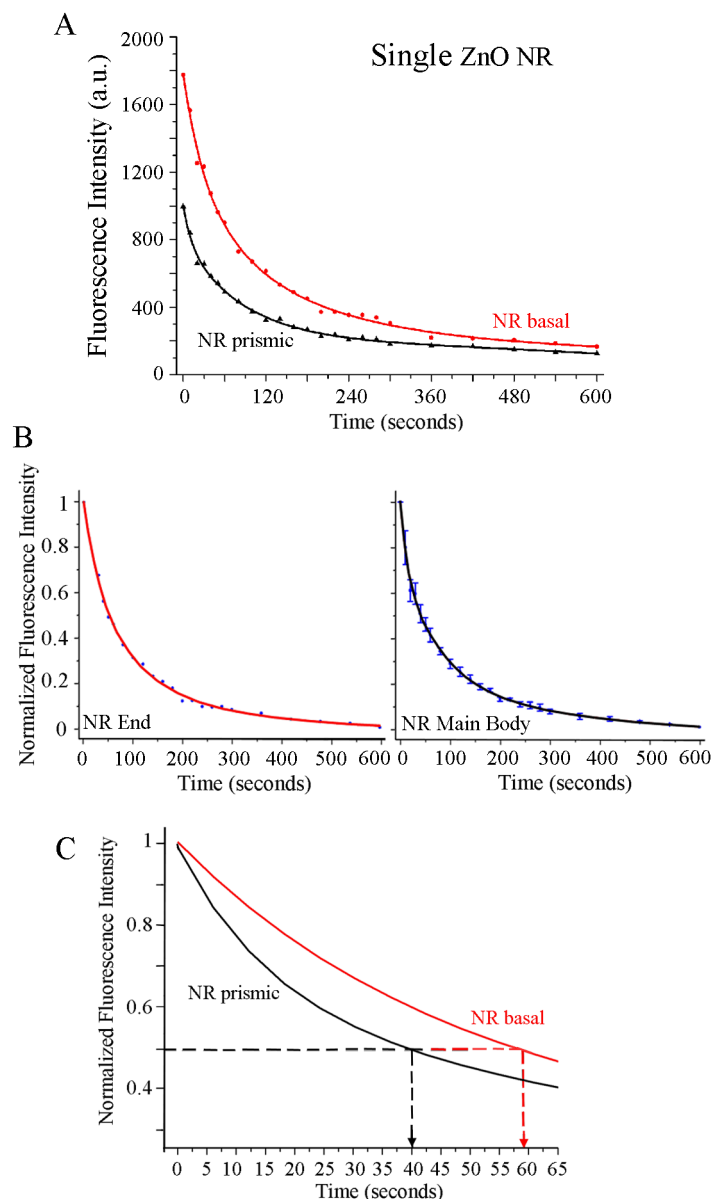 A
Single ZnO NR
Fluorescence Intensity (a.u.)
2000
1600
1200
800
400
0
NR basal
NR prismic
0 120 240 360 480 600
Time (seconds)
B
Normalized Fluorescence Intensity
1
0.8
0.6
0.4
0.2
0
NR End
NR Main Body
0 100 200 300 400 500 600
0 100 200 300 400 500 600
Time (seconds)
Time (seconds)
C
Normalized Fluorescence Intensity
1
0.8
0.6
0.4
NR prismic
NR basal
0 5 10 15 20 25 30 35 40 45 50 55 60 65
Time (seconds)